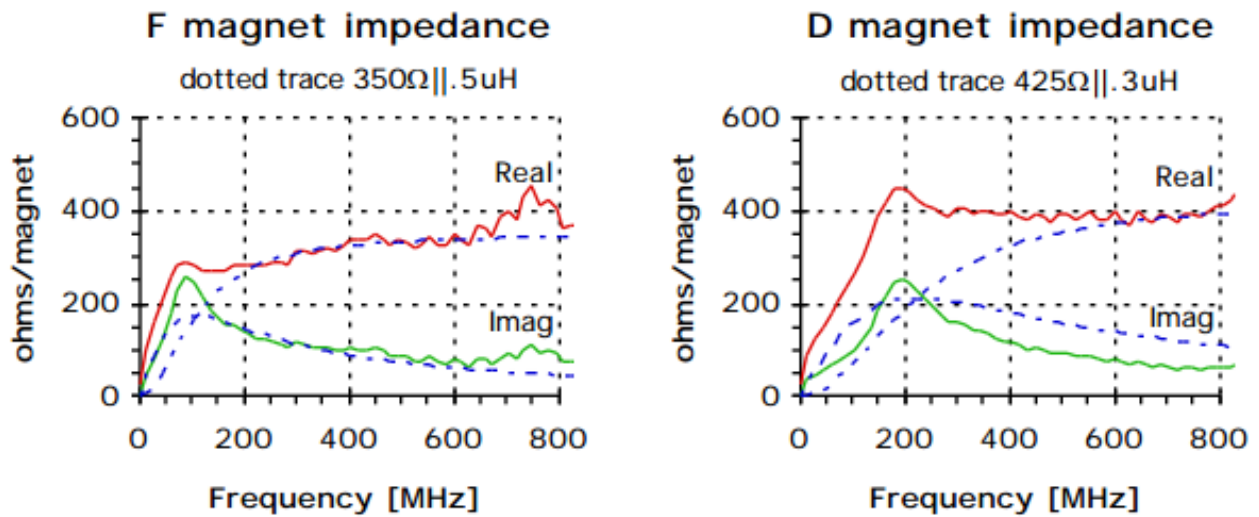 F magnet impedance
dotted trace 350Ω||.5uH
600
400
200
0
ohms/magnet
Real
Imag
0 200 400 600 800
Frequency [MHz]
D magnet impedance
dotted trace 425Ω||.3uH
600
400
200
0
ohms/magnet
Real
Imag
0 200 400 600 800
Frequency [MHz]